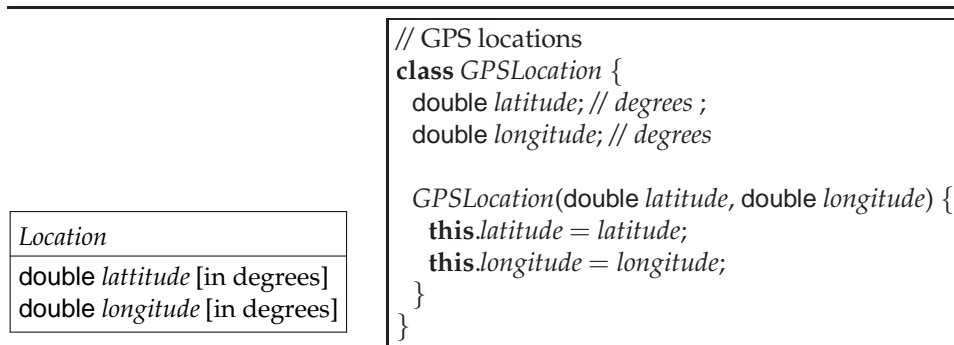 Location
double lattitude [in degrees]
double longitude [in degrees]
// GPS locations
class GPSLocation {
double latitude; // degrees ;
double longitude; // degrees
GPSLocation(double latitude, double longitude) {
this.latitude = latitude;
this.longitude = longitude;
}
}